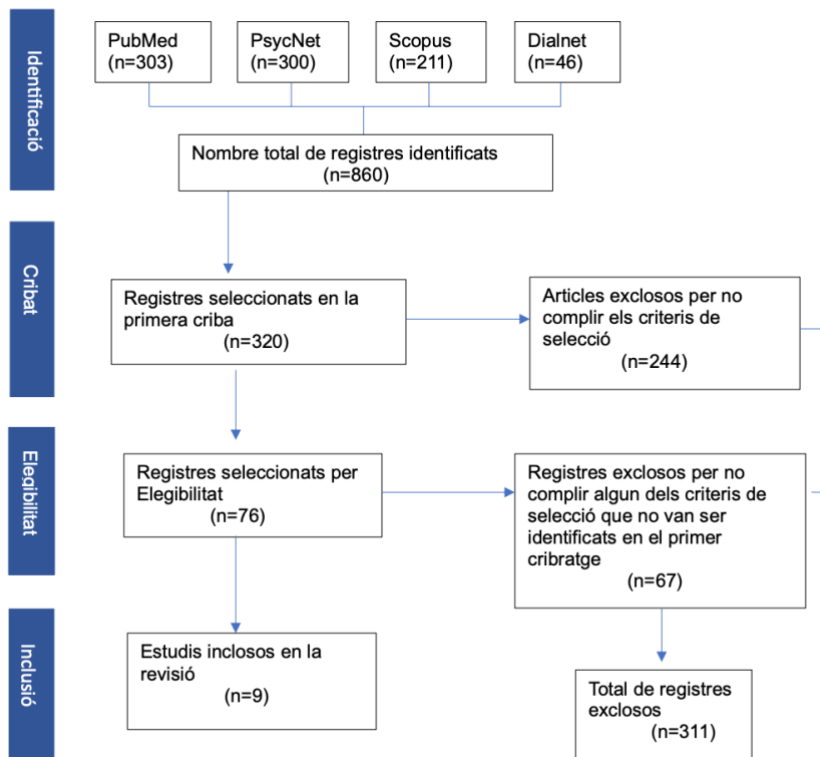 Identificació
PubMed
(n=303)
PsycNet
(n=300)
Scopus
(n=211)
Dialnet
(n=46)
Nombre total de registres identificats
(n=860)
Cribat
Registres seleccionats en la
primera criba
(n=320)
Articles exclosos per no
complir els criteris de
selecció
(n=244)
Elegibilitat
Registres seleccionats per
Elegibilitat
(n=76)
Registres exclosos per no
complir algun dels criteris de
selecció que no van ser
identificats en el primer
cribratge
(n=67)
Inclusió
Estudis inclosos en la
revisió
(n=9)
Total de registres
exclosos
(n=311)